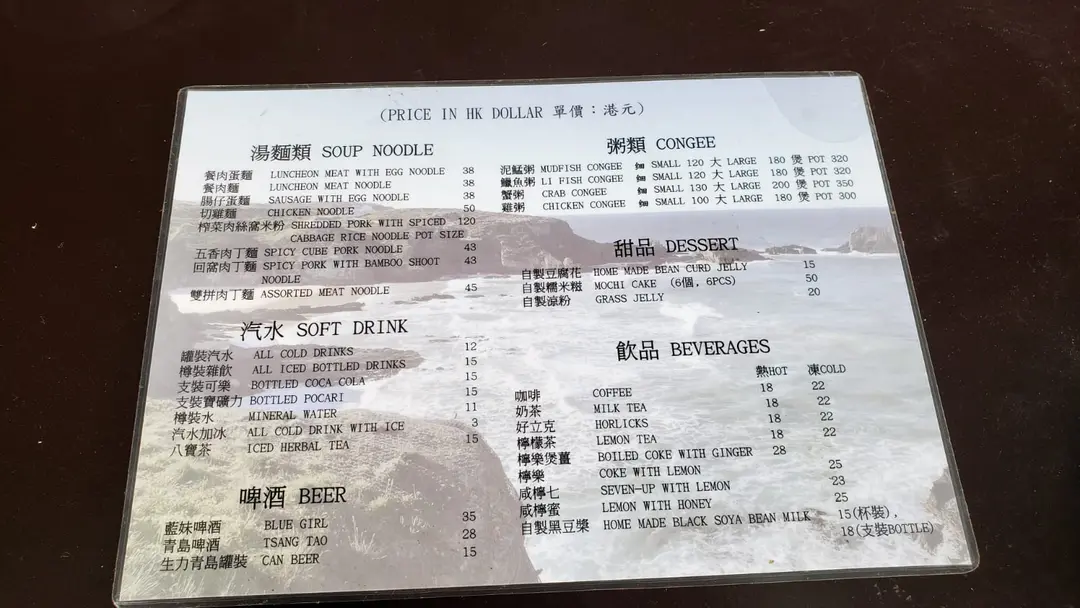 (PRICE IN HK DOLLAR 單價：港元)
湯麵類 SOUP NOODLE
餐肉蛋麵 LUNCHEON MEAT WITH EGG NOODLE 38
餐肉麵 LUNCHEON MEAT NOODLE 38
腸仔蛋麵 SAUSAGE WITH EGG NOODLE 38
切雞麵 CHICKEN NOODLE 50
榨菜肉絲窩米粉 SHREDDED PORK WITH SPICED 120
CABBAGE RICE NOODLE POT SIZE
五香肉丁麵 SPICY CUBE PORK NOODLE 43
回窩肉丁麵 SPICY PORK WITH BAMBOO SHOOT 43
NOODLE
雙拼肉丁麵 ASSORTED MEAT NOODLE 45
汽水 SOFT DRINK
罐裝汽水 ALL COLD DRINKS 12
樽裝雜飲 ALL ICED BOTTLED DRINKS 15
支裝可樂 BOTTLED COCA COLA 15
支裝寶礦力 BOTTLED POCARI 15
樽裝水 MINERAL WATER 11
汽水加冰 ALL COLD DRINK WITH ICE 3
八寶茶 ICED HERBAL TEA 15
啤酒 BEER
藍妹啤酒 BLUE GIRL 35
青島啤酒 TSANG TAO 28
生力青島罐裝 CAN BEER 15
粥類 CONGEE
泥鯭粥 MUDFISH CONGEE 細 SMALL 120 大 LARGE 180 煲 POT 320
鱲魚粥 LI FISH CONGEE 細 SMALL 120 大 LARGE 180 煲 POT 320
蟹粥 CRAB CONGEE 細 SMALL 130 大 LARGE 200 煲 POT 350
雞粥 CHICKEN CONGEE 細 SMALL 100 大 LARGE 180 煲 POT 300
甜品 DESSERT
自製豆腐花 HOME MADE BEAN CURD JELLY 15
自製糯米糍 MOCHI CAKE (6個, 6PCS) 50
自製涼粉 GRASS JELLY 20
飲品 BEVERAGES
熱HOT 凍COLD
咖啡 COFFEE 18 22
奶茶 MILK TEA 18 22
好立克 HORLICKS 18 22
檸檬茶 LEMON TEA 18 22
檸樂煲薑 BOILED COKE WITH GINGER 28
檸樂 COKE WITH LEMON 25
咸檸七 SEVEN-UP WITH LEMON 23
咸檸蜜 LEMON WITH HONEY 25
自製黑豆漿 HOME MADE BLACK SOYA BEAN MILK 15(杯裝),
18(支裝BOTTLE)